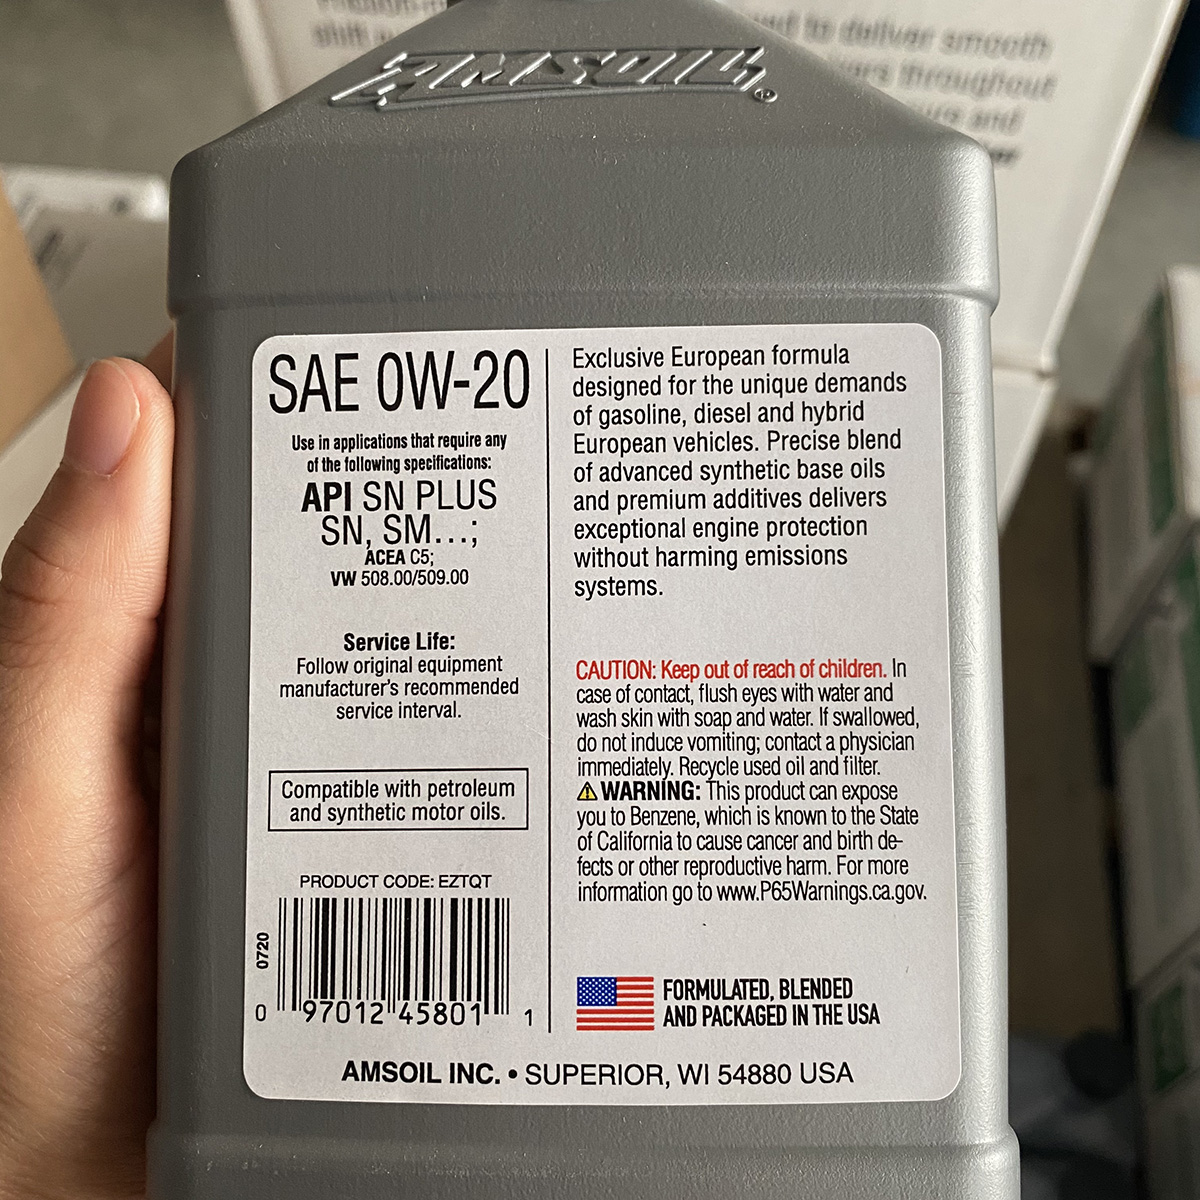 to deliver smooth
throughout
and
AMSOIL®
SAE 0W-20
Use in applications that require any
of the following specifications:
API SN PLUS
SN, SM...;
ACEA C5;
VW 508.00/509.00
Service Life:
Follow original equipment
manufacturer's recommended
service interval.
Compatible with petroleum
and synthetic motor oils.
PRODUCT CODE: EZTQT
0720
0 97012 45801 1
Exclusive European formula
designed for the unique demands
of gasoline, diesel and hybrid
European vehicles. Precise blend
of advanced synthetic base oils
and premium additives delivers
exceptional engine protection
without harming emissions
systems.
CAUTION: Keep out of reach of children. In
case of contact, flush eyes with water and
wash skin with soap and water. If swallowed,
do not induce vomiting; contact a physician
immediately. Recycle used oil and filter.
WARNING: This product can expose
you to Benzene, which is known to the State
of California to cause cancer and birth de-
fects or other reproductive harm. For more
information go to www.P65Warnings.ca.gov.
FORMULATED, BLENDED
AND PACKAGED IN THE USA
AMSOIL INC. • SUPERIOR, WI 54880 USA